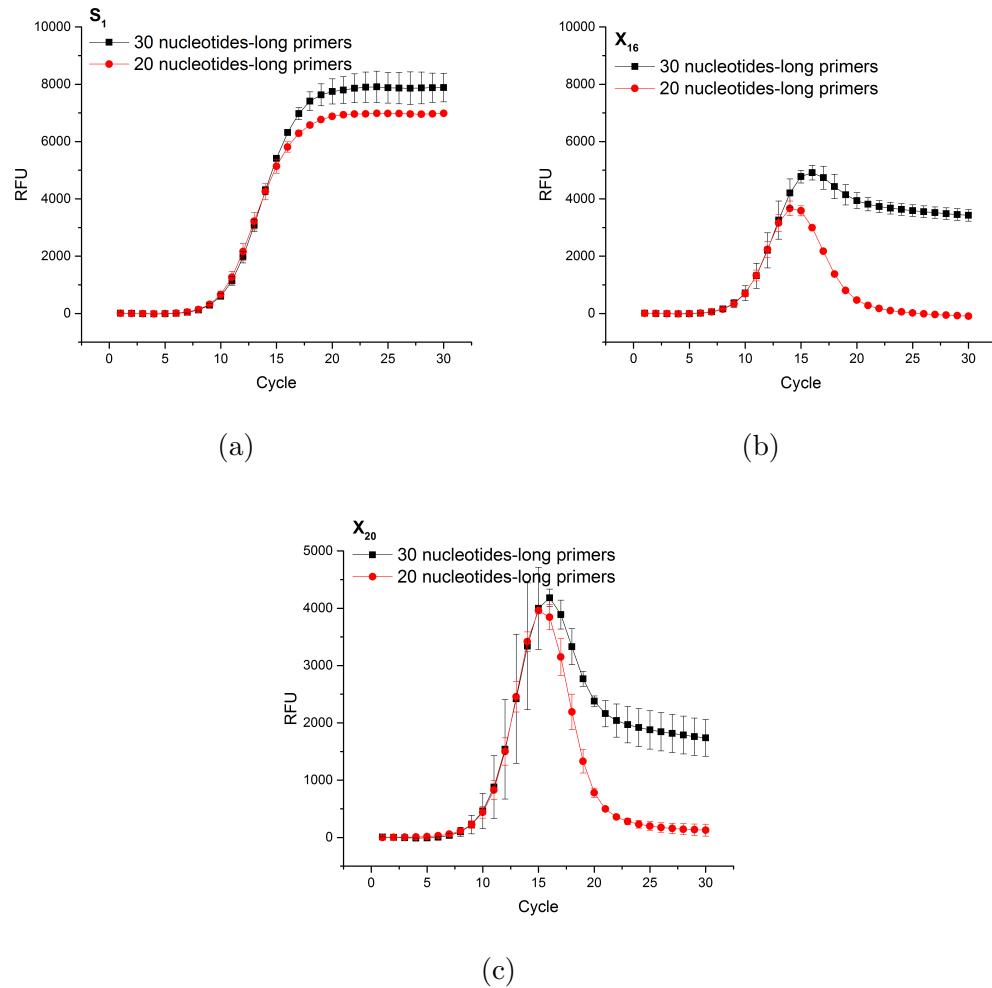 S₁
30 nucleotides-long primers
20 nucleotides-long primers
10000
8000
6000
4000
2000
0
RFU
0 5 10 15 20 25 30
Cycle
(a)
X₁₆
30 nucleotides-long primers
20 nucleotides-long primers
10000
8000
6000
4000
2000
0
RFU
0 5 10 15 20 25 30
Cycle
(b)
X₂₀
30 nucleotides-long primers
20 nucleotides-long primers
5000
4000
3000
2000
1000
0
RFU
0 5 10 15 20 25 30
Cycle
(c)